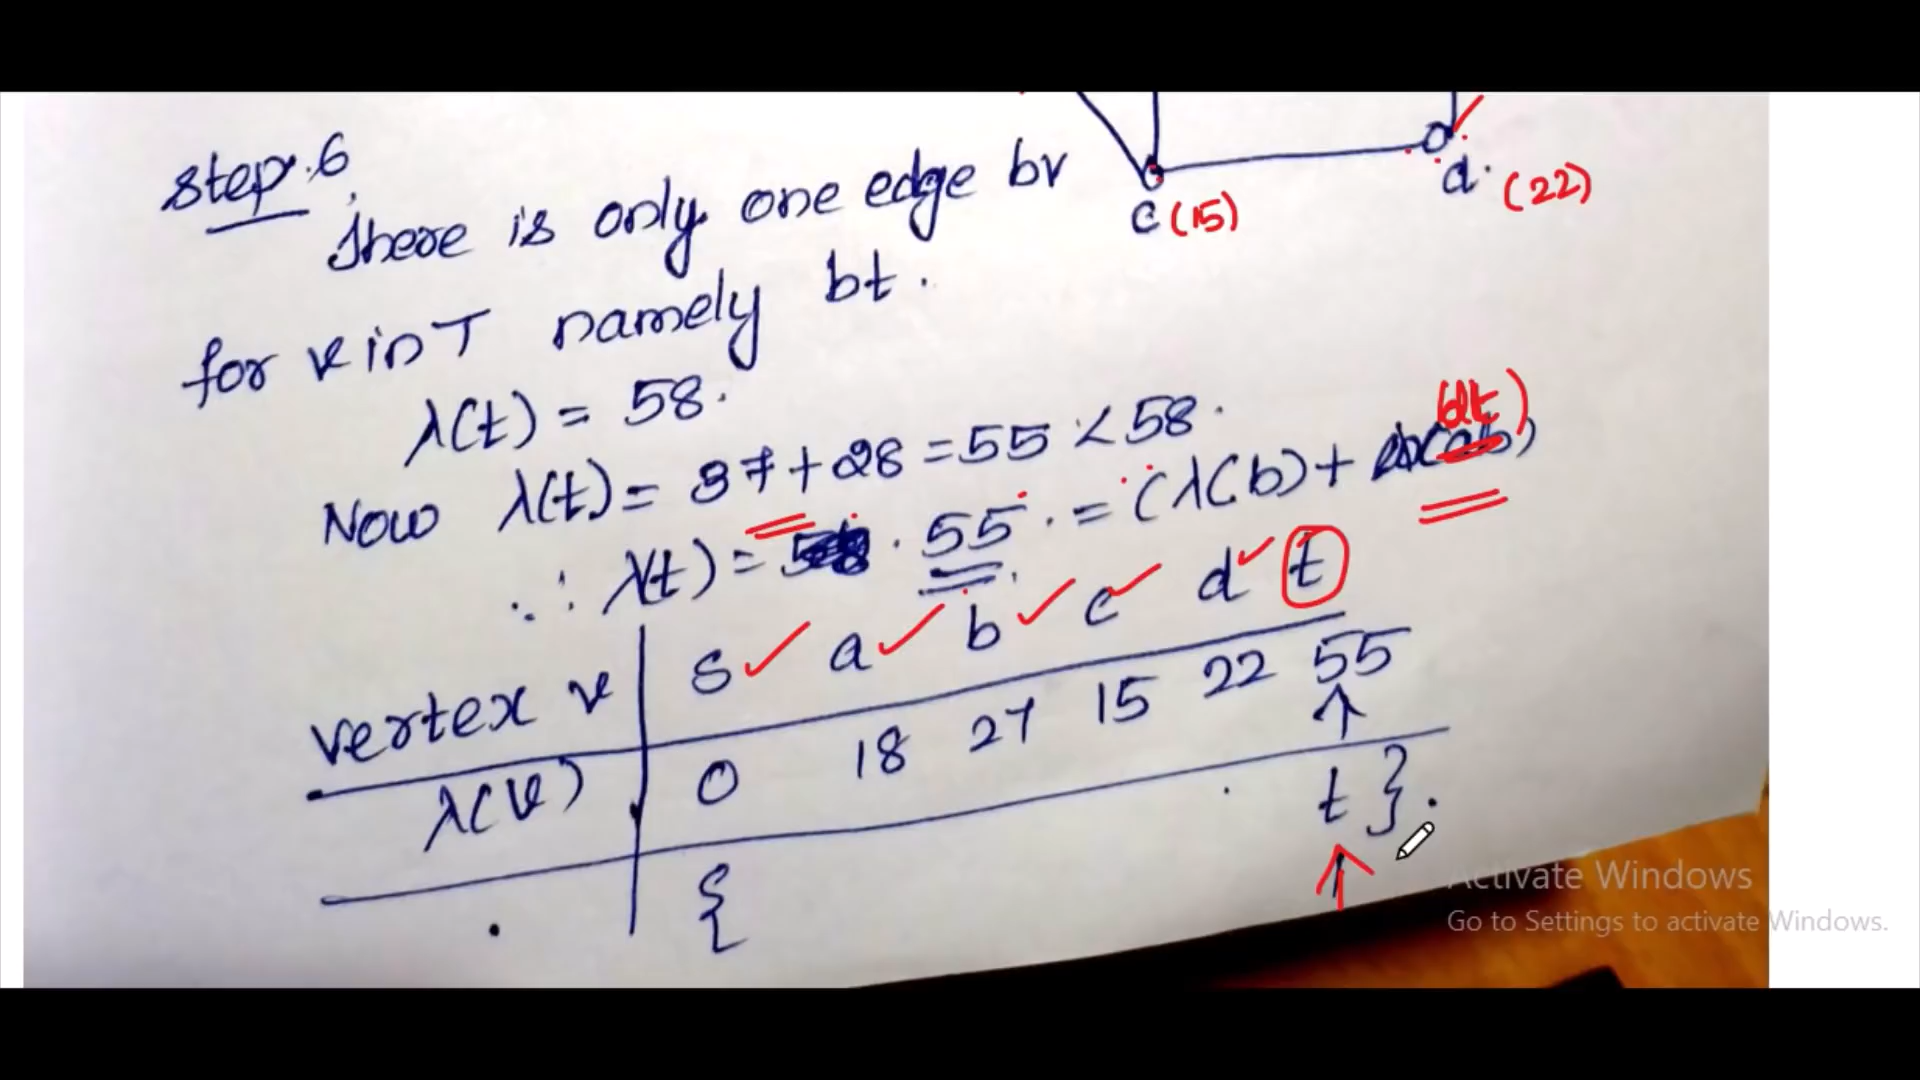 Step.6
There is only one edge bv
for v in T namely bt.
c (15)
d. (22)
λ(t) = 58.
Now λ(t) = 37 + 28 = 55 < 58.
∴ λ(t) = 55. = (λ(b) + (bt)
vertex v s a b c d t
λ(v) 0 18 27 15 22 55
{ t }.
Activate Windows
Go to Settings to activate Windows.